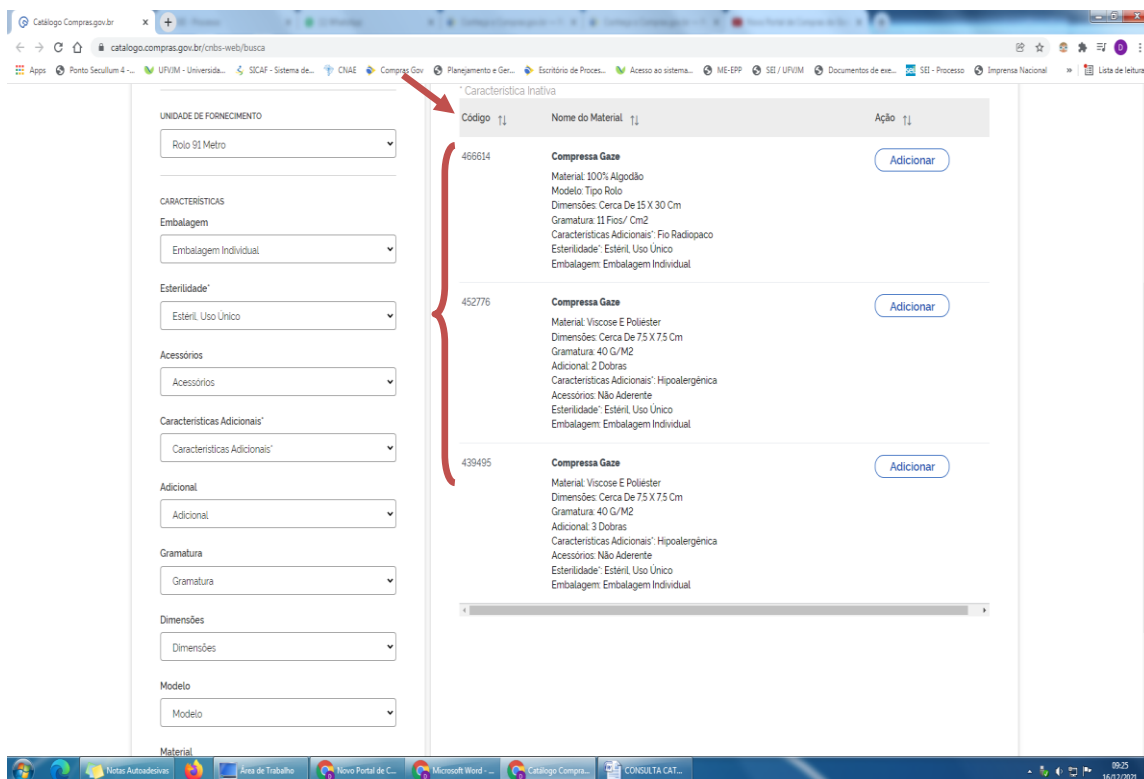 Catálogo Compras.gov.br
catalogo.compras.gov.br/cnbs-web/busca
Apps
Ponto Secullum 4 -...
UFVJM - Universida...
SICAF - Sistema de...
CNAE
Compras Gov
Planejamento e Ger...
Escritório de Proces...
Acesso ao sistema...
ME-EPP
SEI / UFVJM
Documentos de exe...
SEI - Processo
Imprensa Nacional
»
Lista de leitura
* Característica Inativa
UNIDADE DE FORNECIMENTO
Rolo 91 Metro
CARACTERÍSTICAS
Embalagem
Embalagem Individual
Esterilidade*
Estéril, Uso Único
Acessórios
Acessórios
Características Adicionais*
Características Adicionais*
Adicional
Adicional
Gramatura
Gramatura
Dimensões
Dimensões
Modelo
Modelo
Material
Código Nome do Material Ação
466614 Compressa Gaze Adicionar
Material: 100% Algodão
Modelo: Tipo Rolo
Dimensões: Cerca De 15 X 30 Cm
Gramatura: 11 Fios/ Cm2
Características Adicionais*: Fio Radiopaco
Esterilidade*: Estéril, Uso Único
Embalagem: Embalagem Individual
452776 Compressa Gaze Adicionar
Material: Viscose E Poliéster
Dimensões: Cerca De 7,5 X 7,5 Cm
Gramatura: 40 G/M2
Adicional: 2 Dobras
Características Adicionais*: Hipoalergênica
Acessórios: Não Aderente
Esterilidade*: Estéril, Uso Único
Embalagem: Embalagem Individual
439495 Compressa Gaze Adicionar
Material: Viscose E Poliéster
Dimensões: Cerca De 7,5 X 7,5 Cm
Gramatura: 40 G/M2
Adicional: 3 Dobras
Características Adicionais*: Hipoalergênica
Acessórios: Não Aderente
Esterilidade*: Estéril, Uso Único
Embalagem: Embalagem Individual
Notas Autoadesivas
Área de Trabalho
Novo Portal de C...
Microsoft Word - ...
Catálogo Compra...
CONSULTA CAT...
09:25
16/12/2021